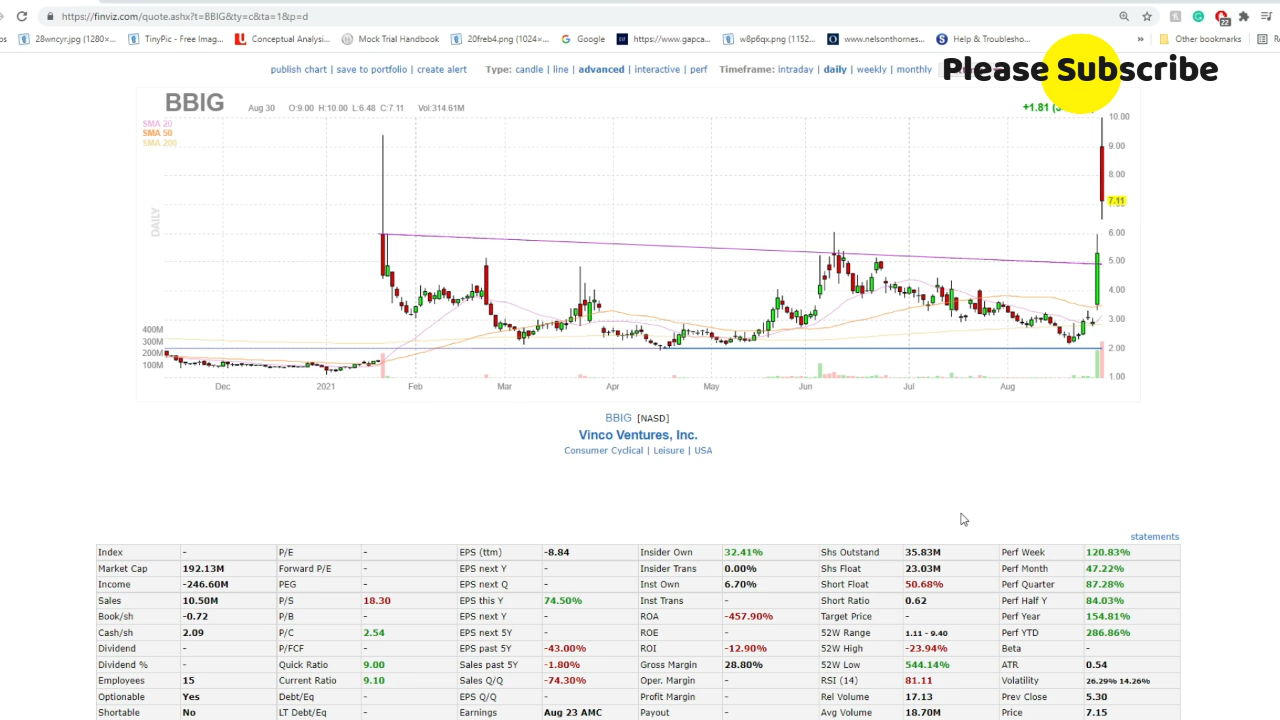 https://finviz.com/quote.ashx?t=BBIG&ty=c&ta=1&p=d
22
28wncyr.jpg (1280×... TinyPic - Free Imag... Conceptual Analysi... Mock Trial Handbook 20freb4.png (1024×... Google https://www.gapca... w8p6qx.png (1152... www.nelsonthornes... Help & Troublesho... » Other bookmarks
publish chart | save to portfolio | create alert Type: candle | line | advanced | interactive | perf Timeframe: intraday | daily | weekly | monthly
Please Subscribe
BBIG Aug 30 O:9.00 H:10.00 L:6.48 C:7.11 Vol:314.61M +1.81
SMA 20
SMA 50
SMA 200
DAILY
10.00
9.00
8.00
7.11
6.00
5.00
4.00
3.00
2.00
1.00
400M
300M
200M
100M
Dec 2021 Feb Mar Apr May Jun Jul Aug
BBIG [NASD]
Vinco Ventures, Inc.
Consumer Cyclical | Leisure | USA
statements
Index - P/E - EPS (ttm) -8.84 Insider Own 32.41% Shs Outstand 35.83M Perf Week 120.83%
Market Cap 192.13M Forward P/E - EPS next Y - Insider Trans 0.00% Shs Float 23.03M Perf Month 47.22%
Income -246.60M PEG - EPS next Q - Inst Own 6.70% Short Float 50.68% Perf Quarter 87.28%
Sales 10.50M P/S 18.30 EPS this Y 74.50% Inst Trans - Short Ratio 0.62 Perf Half Y 84.03%
Book/sh -0.72 P/B - EPS next Y - ROA -457.90% Target Price - Perf Year 154.81%
Cash/sh 2.09 P/C 2.54 EPS next 5Y - ROE - 52W Range 1.11 - 9.40 Perf YTD 286.86%
Dividend - P/FCF - EPS past 5Y -43.00% ROI -12.90% 52W High -23.94% Beta -
Dividend % - Quick Ratio 9.00 Sales past 5Y -1.80% Gross Margin 28.80% 52W Low 544.14% ATR 0.54
Employees 15 Current Ratio 9.10 Sales Q/Q -74.30% Oper. Margin - RSI (14) 81.11 Volatility 26.29% 14.26%
Optionable Yes Debt/Eq - EPS Q/Q - Profit Margin - Rel Volume 17.13 Prev Close 5.30
Shortable No LT Debt/Eq - Earnings Aug 23 AMC Payout - Avg Volume 18.70M Price 7.15